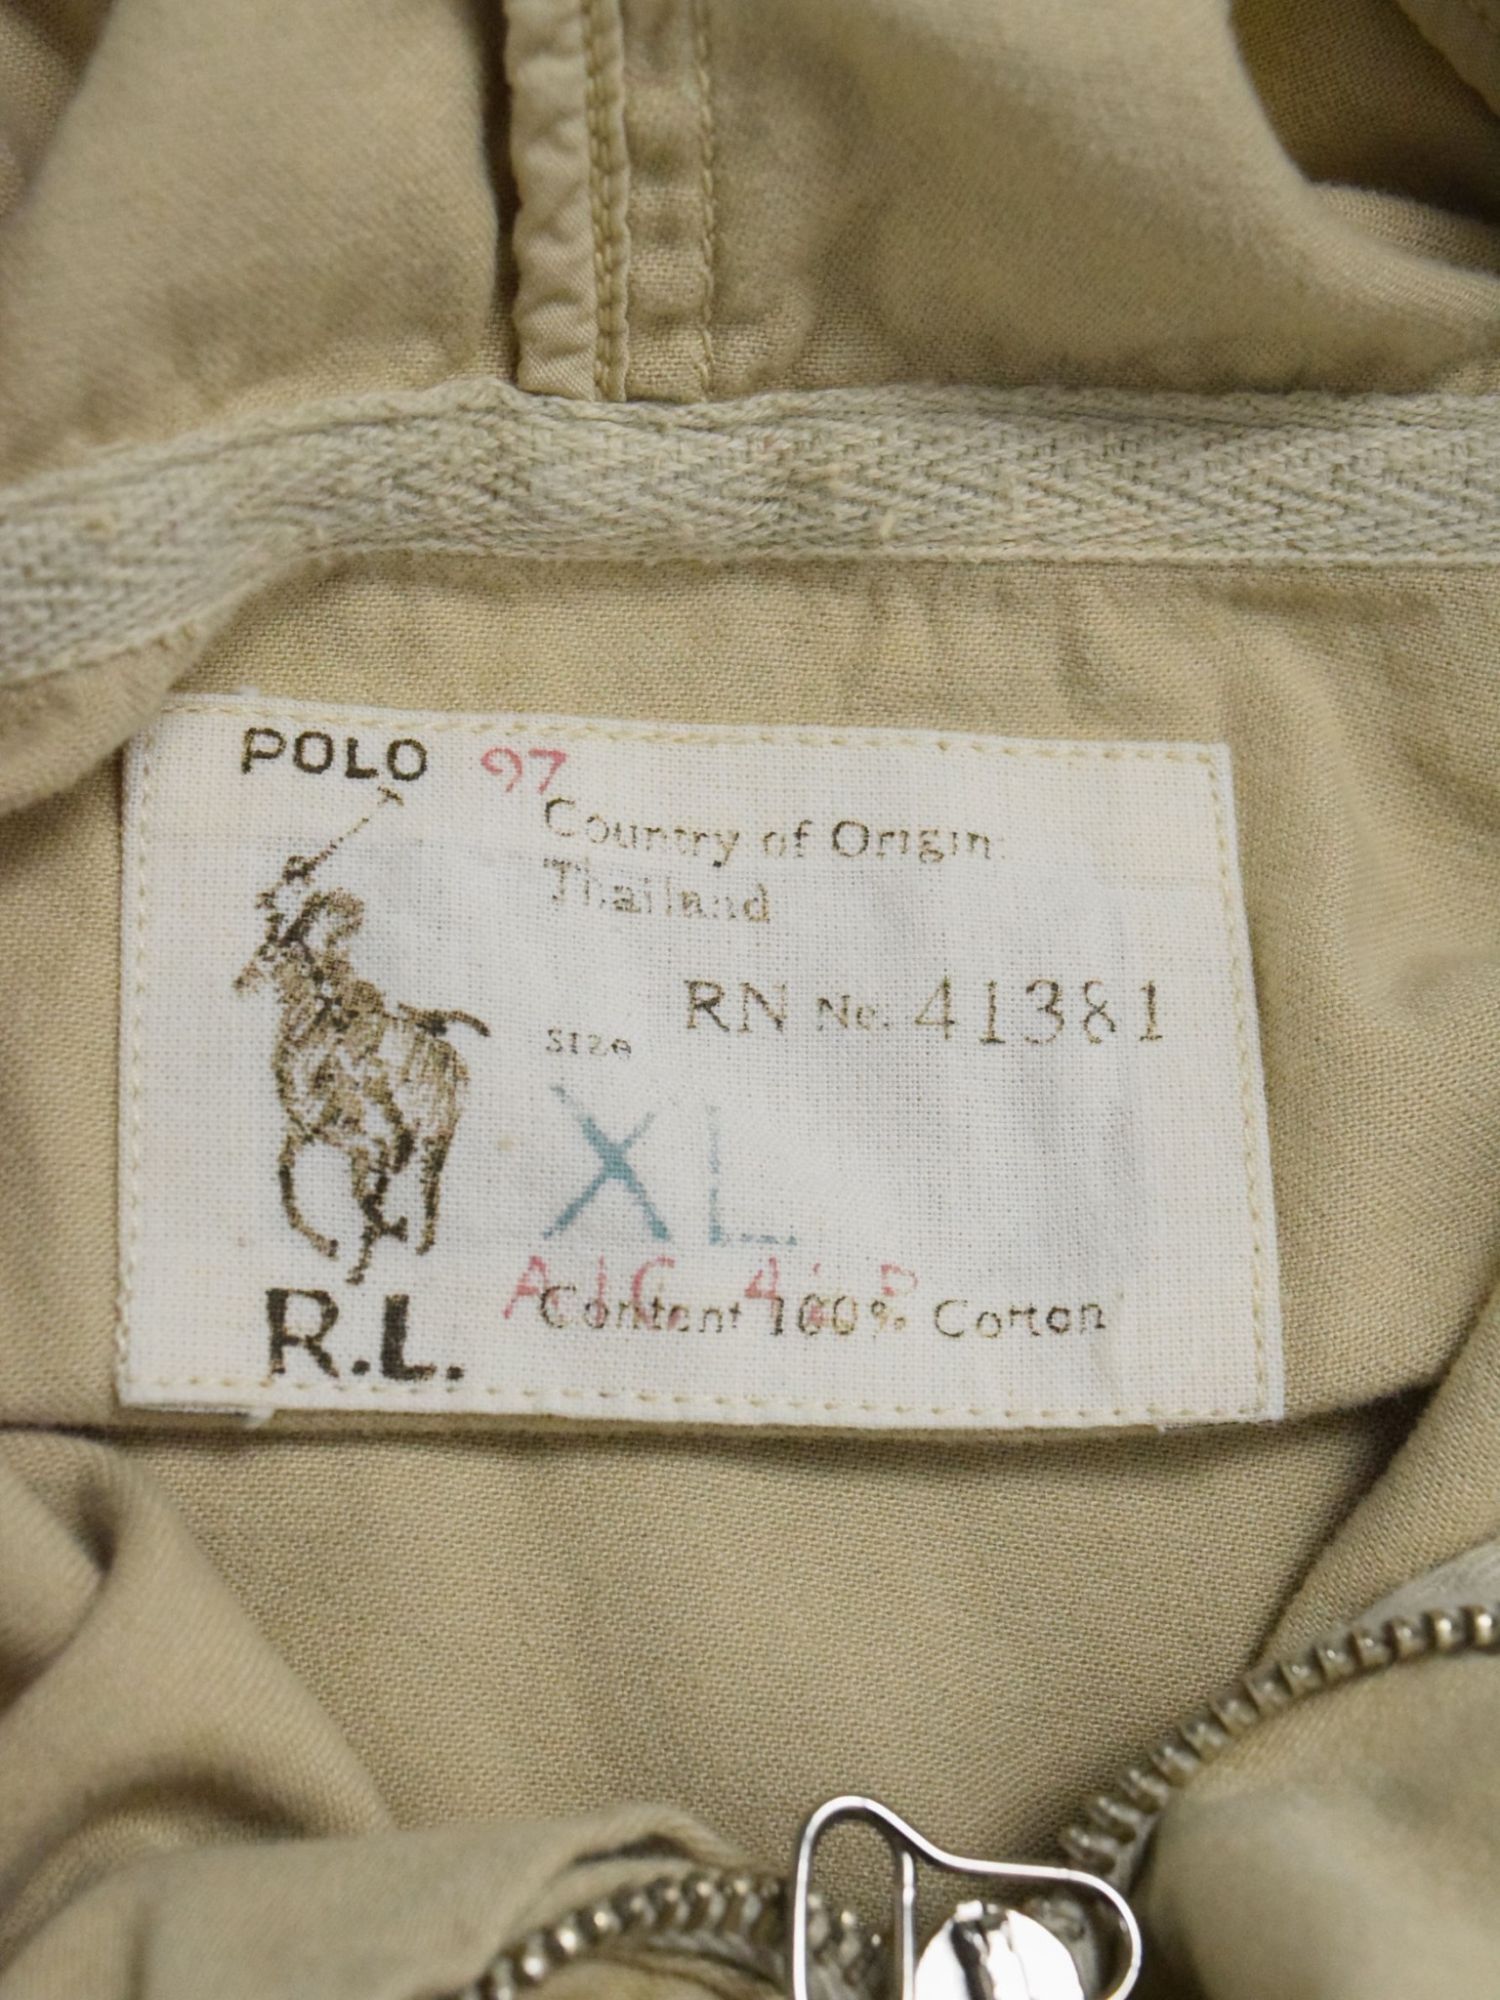 POLO 97
Country of Origin:
Thailand
RN No. 41381
SIZE
XL
Content 100% Cotton
R.L.